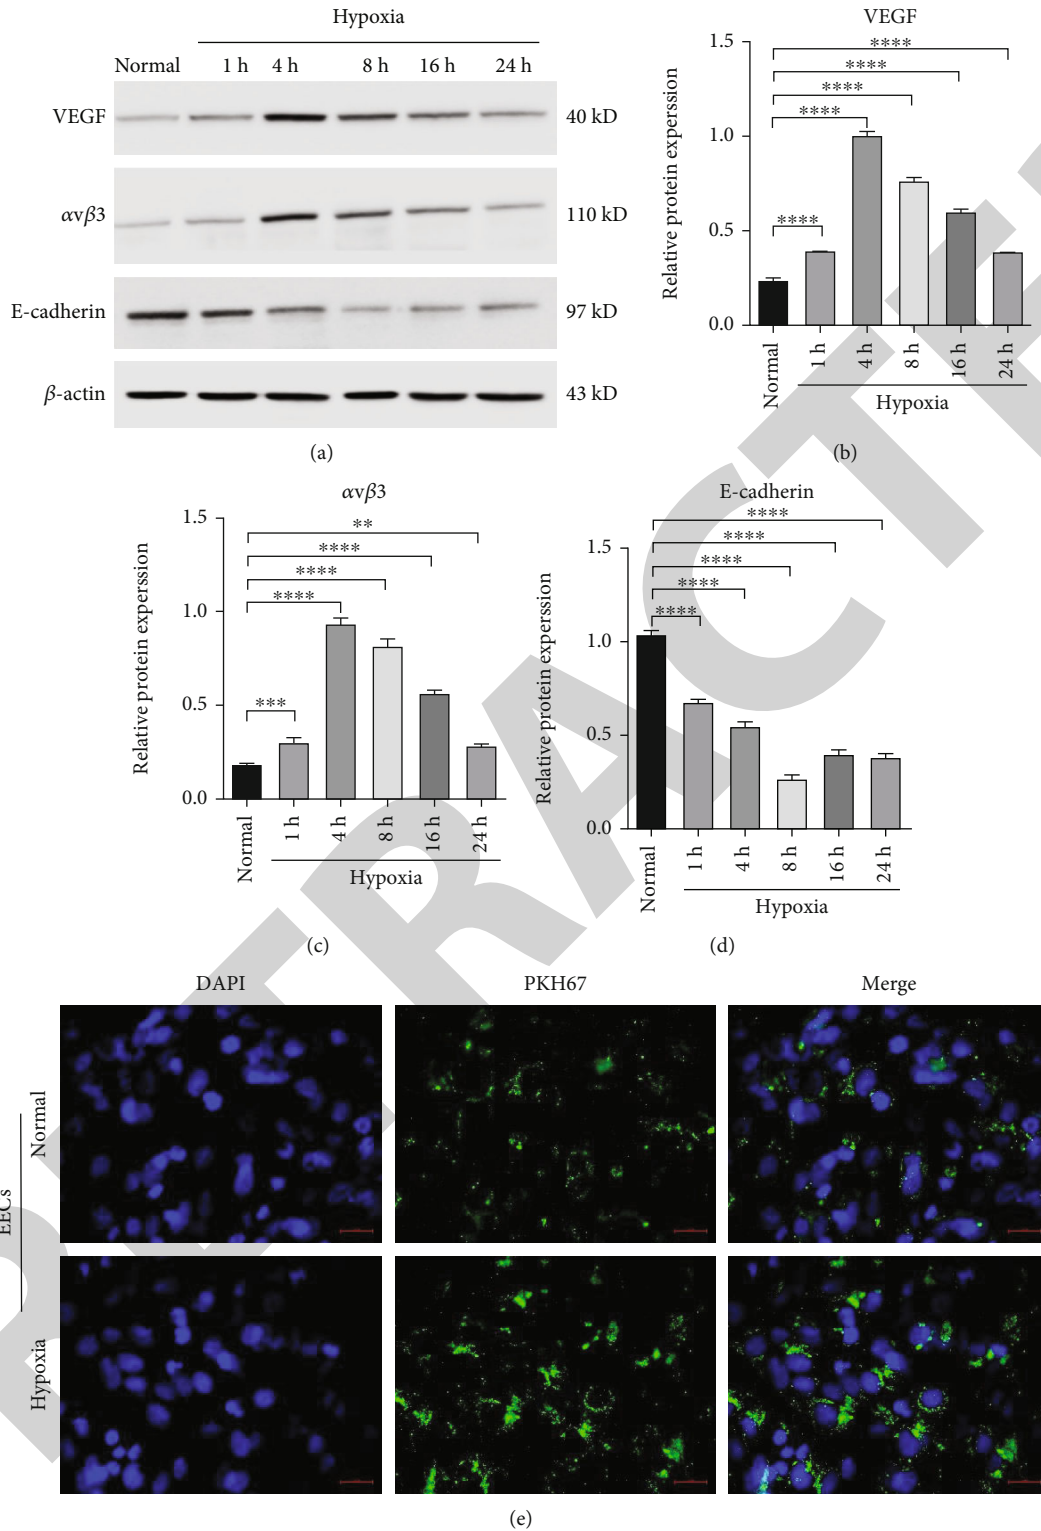 Hypoxia
Normal 1 h 4 h 8 h 16 h 24 h
VEGF 40 kD
αvβ3 110 kD
E-cadherin 97 kD
β-actin 43 kD
(a)
VEGF
Relative protein experssion
1.5
1.0
0.5
0.0
****
****
****
****
****
Normal 1 h 4 h 8 h 16 h 24 h
Hypoxia
(b)
αvβ3
Relative protein experssion
1.5
1.0
0.5
0.0
**
****
****
****
***
Normal 1 h 4 h 8 h 16 h 24 h
Hypoxia
(c)
E-cadherin
Relative protein experssion
1.5
1.0
0.5
0.0
****
****
****
****
****
Normal 1 h 4 h 8 h 16 h 24 h
Hypoxia
(d)
DAPI PKH67 Merge
EECs
Normal
Hypoxia
(e)
RETRACTE